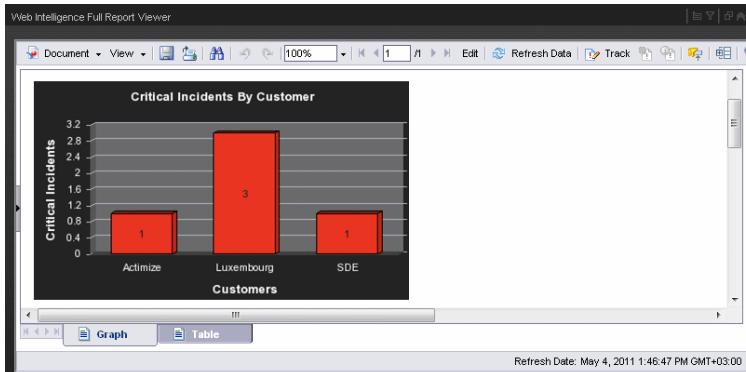 Web Intelligence Full Report Viewer
Document View 100% 1 /1 Edit Refresh Data Track
Critical Incidents By Customer
Critical Incidents
3.2
2.8
2.4
2
1.6
1.2
0.8
0.4
0
1
3
1
Actimize Luxembourg SDE
Customers
Graph Table
Refresh Date: May 4, 2011 1:46:47 PM GMT+03:00